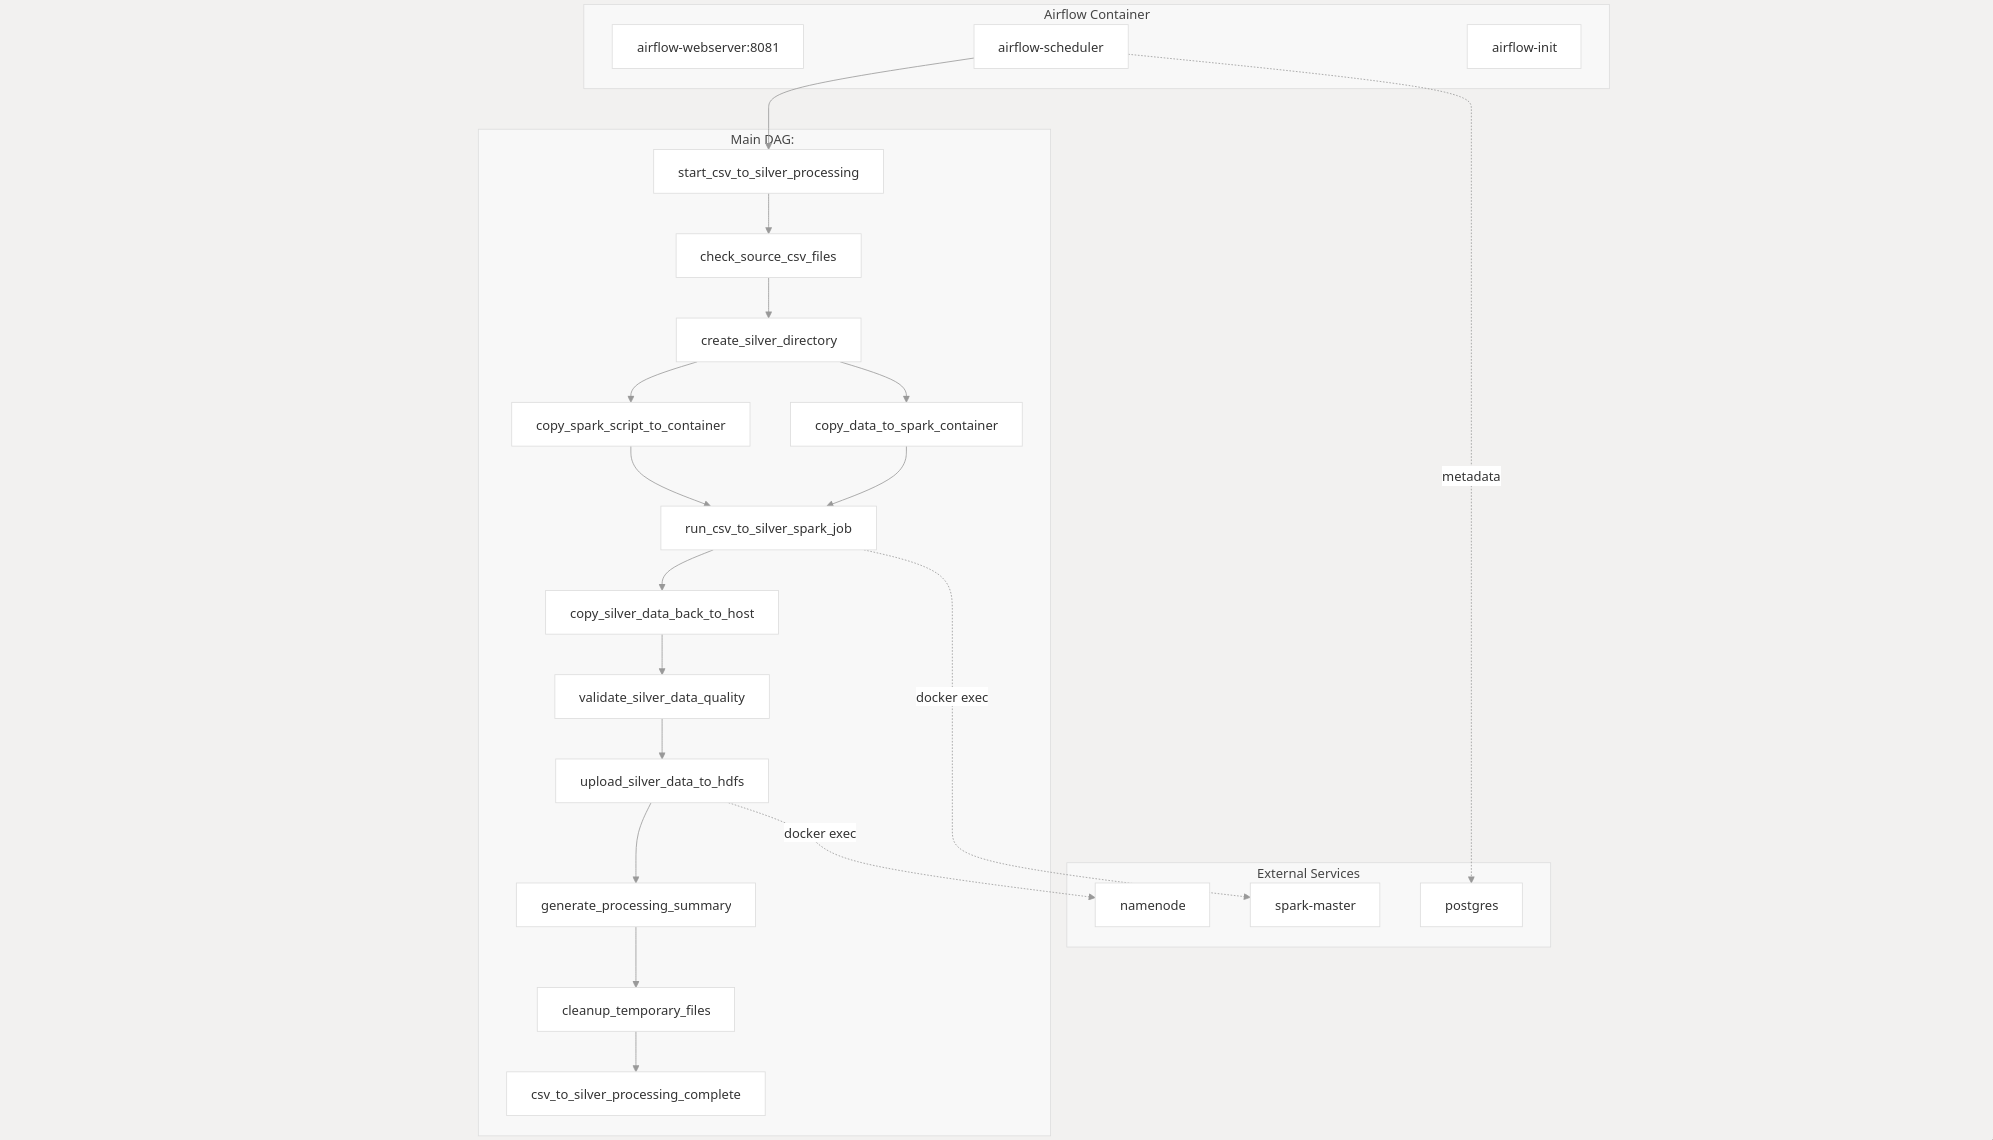 Airflow Container
airflow-webserver:8081
airflow-scheduler
airflow-init
Main DAG:
start_csv_to_silver_processing
check_source_csv_files
create_silver_directory
copy_spark_script_to_container
copy_data_to_spark_container
metadata
run_csv_to_silver_spark_job
copy_silver_data_back_to_host
validate_silver_data_quality
docker exec
upload_silver_data_to_hdfs
docker exec
External Services
generate_processing_summary
namenode
spark-master
postgres
cleanup_temporary_files
csv_to_silver_processing_complete